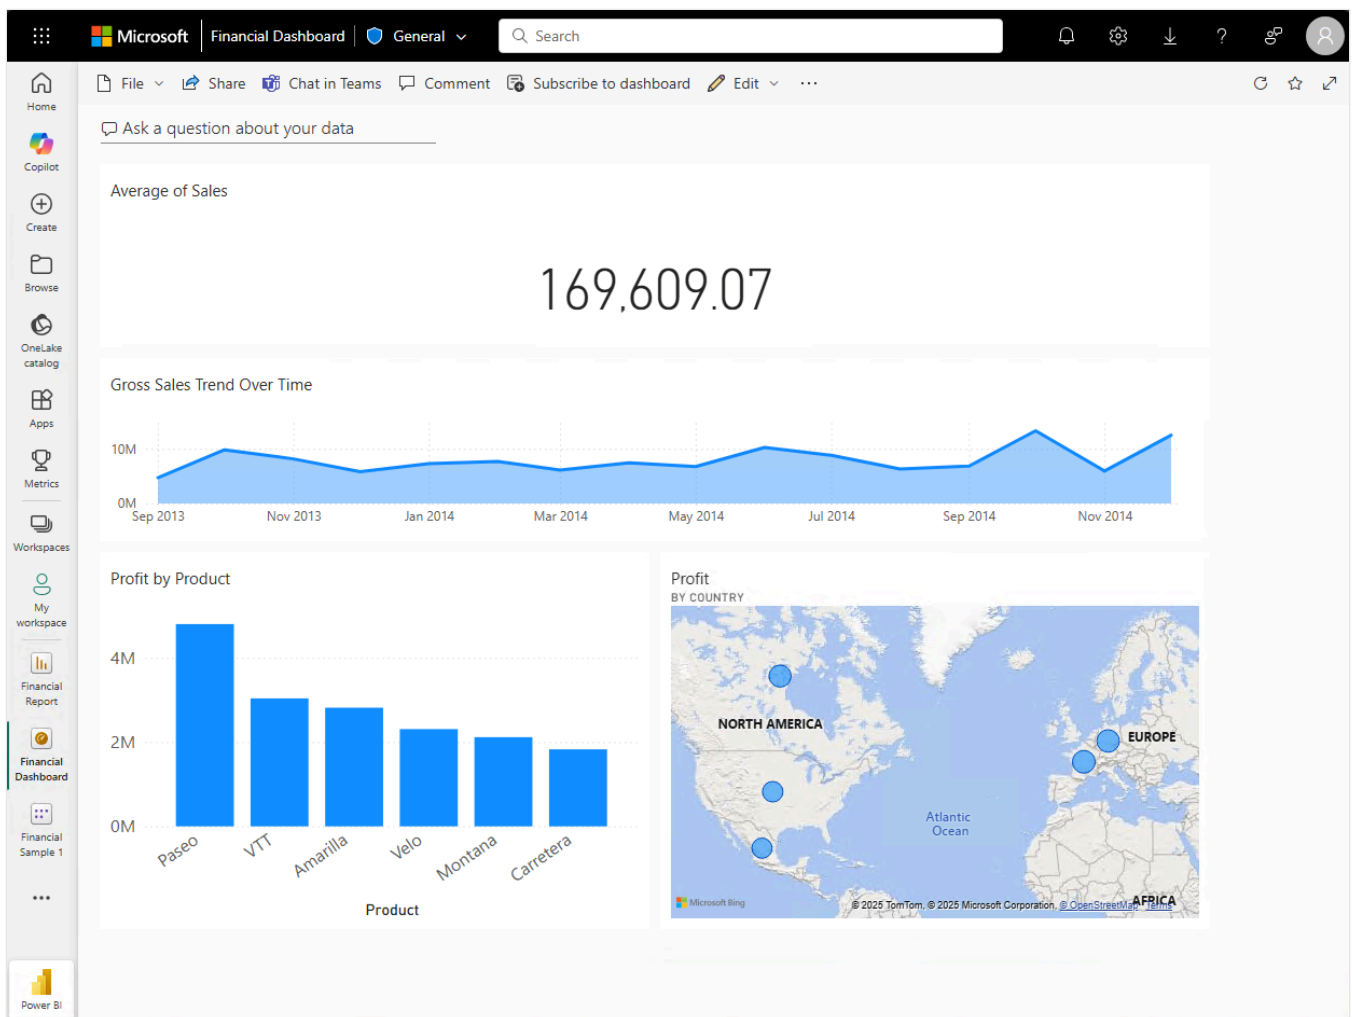 Microsoft Financial Dashboard General Search
File Share Chat in Teams Comment Subscribe to dashboard Edit
Home
Copilot
Create
Browse
OneLake
catalog
Apps
Metrics
Workspaces
My
workspace
Financial
Report
Financial
Dashboard
Financial
Sample 1
Power BI
Ask a question about your data
Average of Sales
169,609.07
Gross Sales Trend Over Time
10M
0M
Sep 2013 Nov 2013 Jan 2014 Mar 2014 May 2014 Jul 2014 Sep 2014 Nov 2014
Profit by Product
4M
2M
0M
Paseo VTT Amarilla Velo Montana Carretera
Product
Profit
BY COUNTRY
NORTH AMERICA
EUROPE
Atlantic
Ocean
AFRICA
Microsoft Bing
© 2025 TomTom, © 2025 Microsoft Corporation, © OpenStreetMap Terms